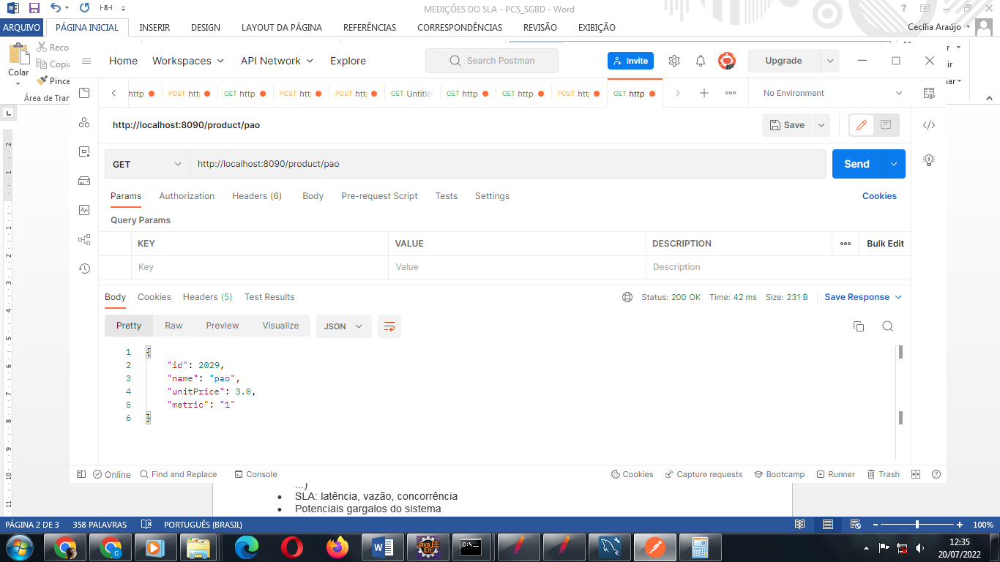 MEDIÇÕES DO SLA - PCS_SGBD - Word
ARQUIVO PÁGINA INICIAL INSERIR DESIGN LAYOUT DA PÁGINA REFERÊNCIAS CORRESPONDÊNCIAS REVISÃO EXIBIÇÃO Cecília Araújo
Colar
Reco
Copia
Pince
Área de Tran
Home Workspaces API Network Explore Search Postman Invite Upgrade
http POST htt GET http POST htt POST htt GET Untitle GET http GET http POST htt GET http No Environment
http://localhost:8090/product/pao Save
GET http://localhost:8090/product/pao Send
Params Authorization Headers (6) Body Pre-request Script Tests Settings Cookies
Query Params
KEY VALUE DESCRIPTION Bulk Edit
Key Value Description
Body Cookies Headers (5) Test Results Status: 200 OK Time: 42 ms Size: 231 B Save Response
Pretty Raw Preview Visualize JSON
1 {
2 "id": 2029,
3 "name": "pao",
4 "unitPrice": 3.0,
5 "metric": "1"
6 }
Online Find and Replace Console Cookies Capture requests Bootcamp Runner Trash
...)
• SLA: latência, vazão, concorrência
• Potenciais gargalos do sistema
PÁGINA 2 DE 3 358 PALAVRAS PORTUGUÊS (BRASIL) 100%
Java EE IDE
12:35
20/07/2022